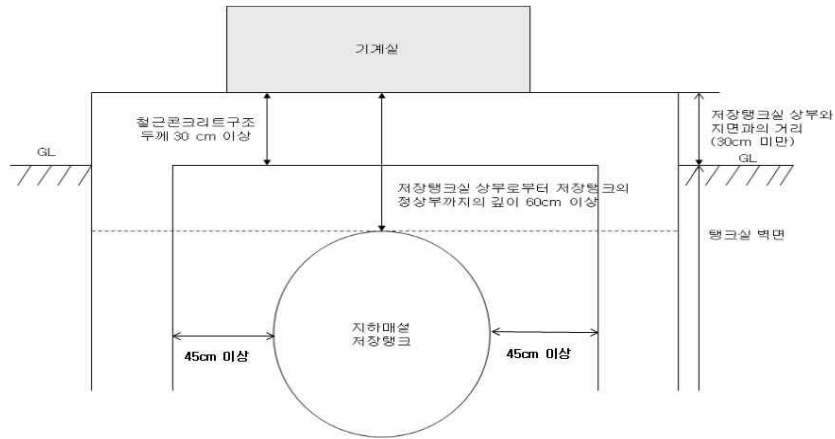 기계실
철근콘크리트구조
두께 30 cm 이상
저장탱크실 상부와
지면과의 거리
(30cm 미만)
GL
GL
저장탱크실 상부로부터 저장탱크의
정상부까지의 깊이 60cm 이상
탱크실 벽면
지하매설
저장탱크
45cm 이상
45cm 이상